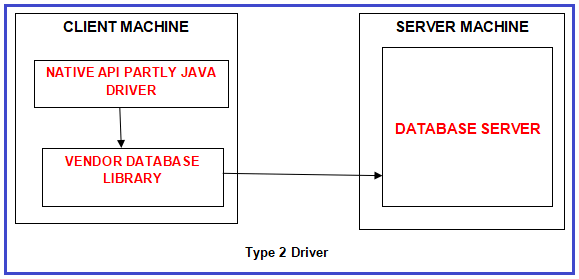 CLIENT MACHINE
NATIVE API PARTLY JAVA
DRIVER
VENDOR DATABASE
LIBRARY
SERVER MACHINE
DATABASE SERVER
Type 2 Driver